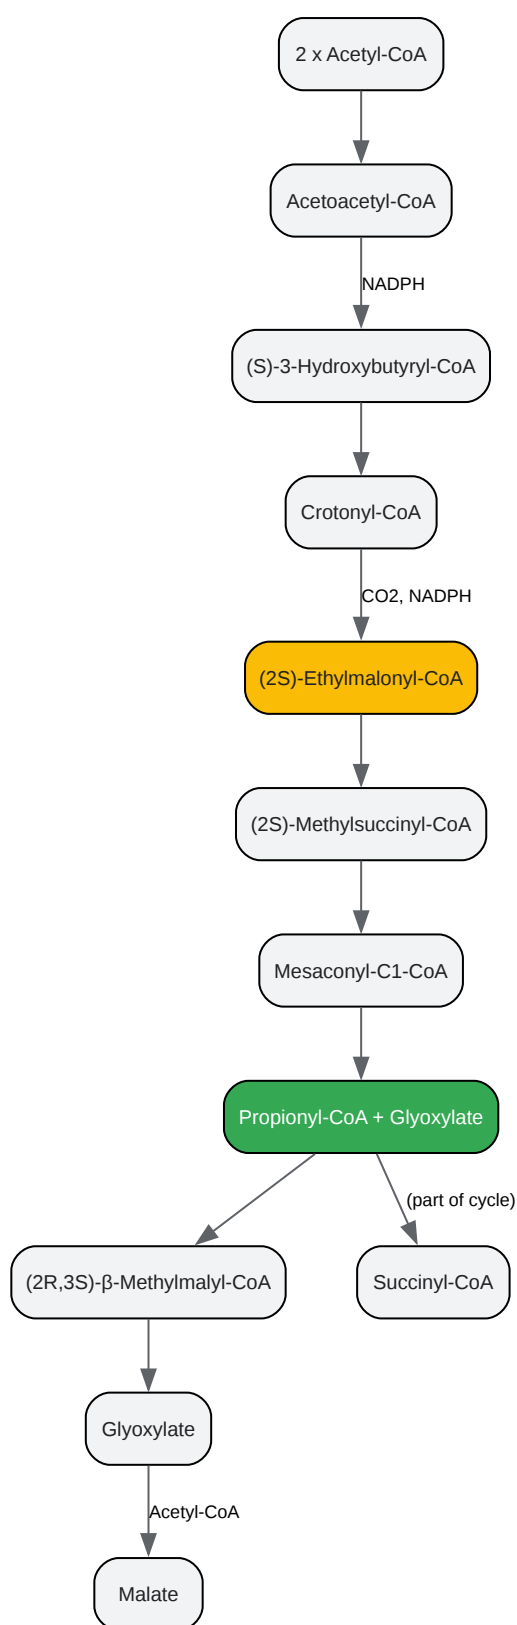 2 x Acetyl-CoA
Acetoacetyl-CoA
NADPH
(S)-3-Hydroxybutyryl-CoA
Crotonyl-CoA
CO2, NADPH
(2S)-Ethylmalonyl-CoA
(2S)-Methylsuccinyl-CoA
Mesaconyl-C1-CoA
Propionyl-CoA + Glyoxylate
(part of cycle)
(2R,3S)-β-Methylmalyl-CoA
Succinyl-CoA
Glyoxylate
Acetyl-CoA
Malate